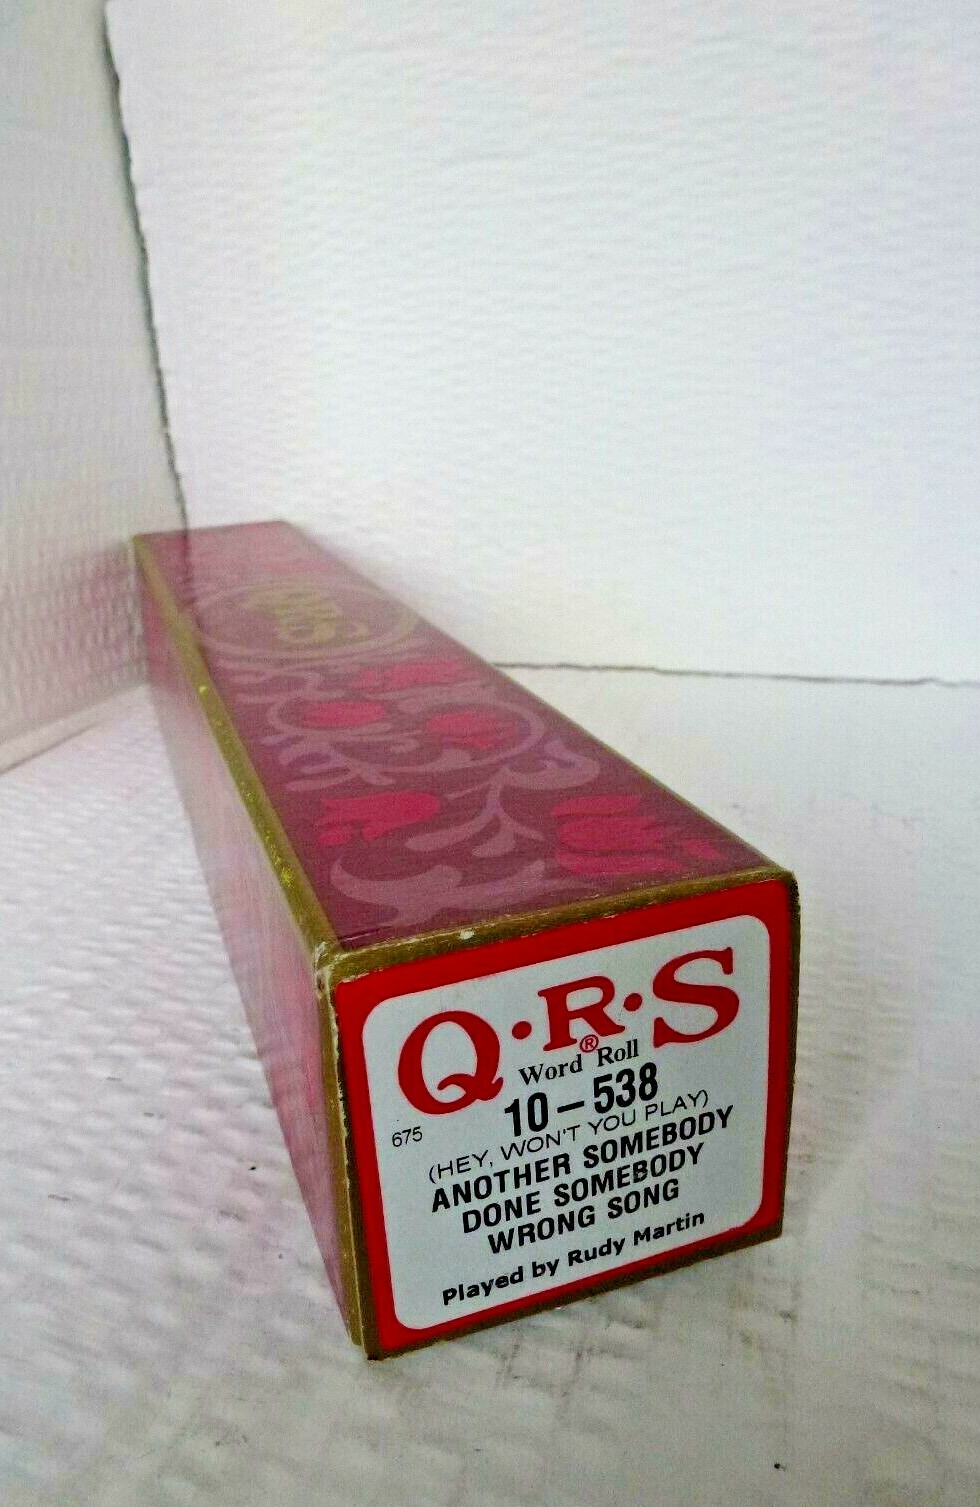 QRS
Q·R·S
®
Word Roll
10-538
675
(HEY, WON'T YOU PLAY)
ANOTHER SOMEBODY
DONE SOMEBODY
WRONG SONG
Played by Rudy Martin